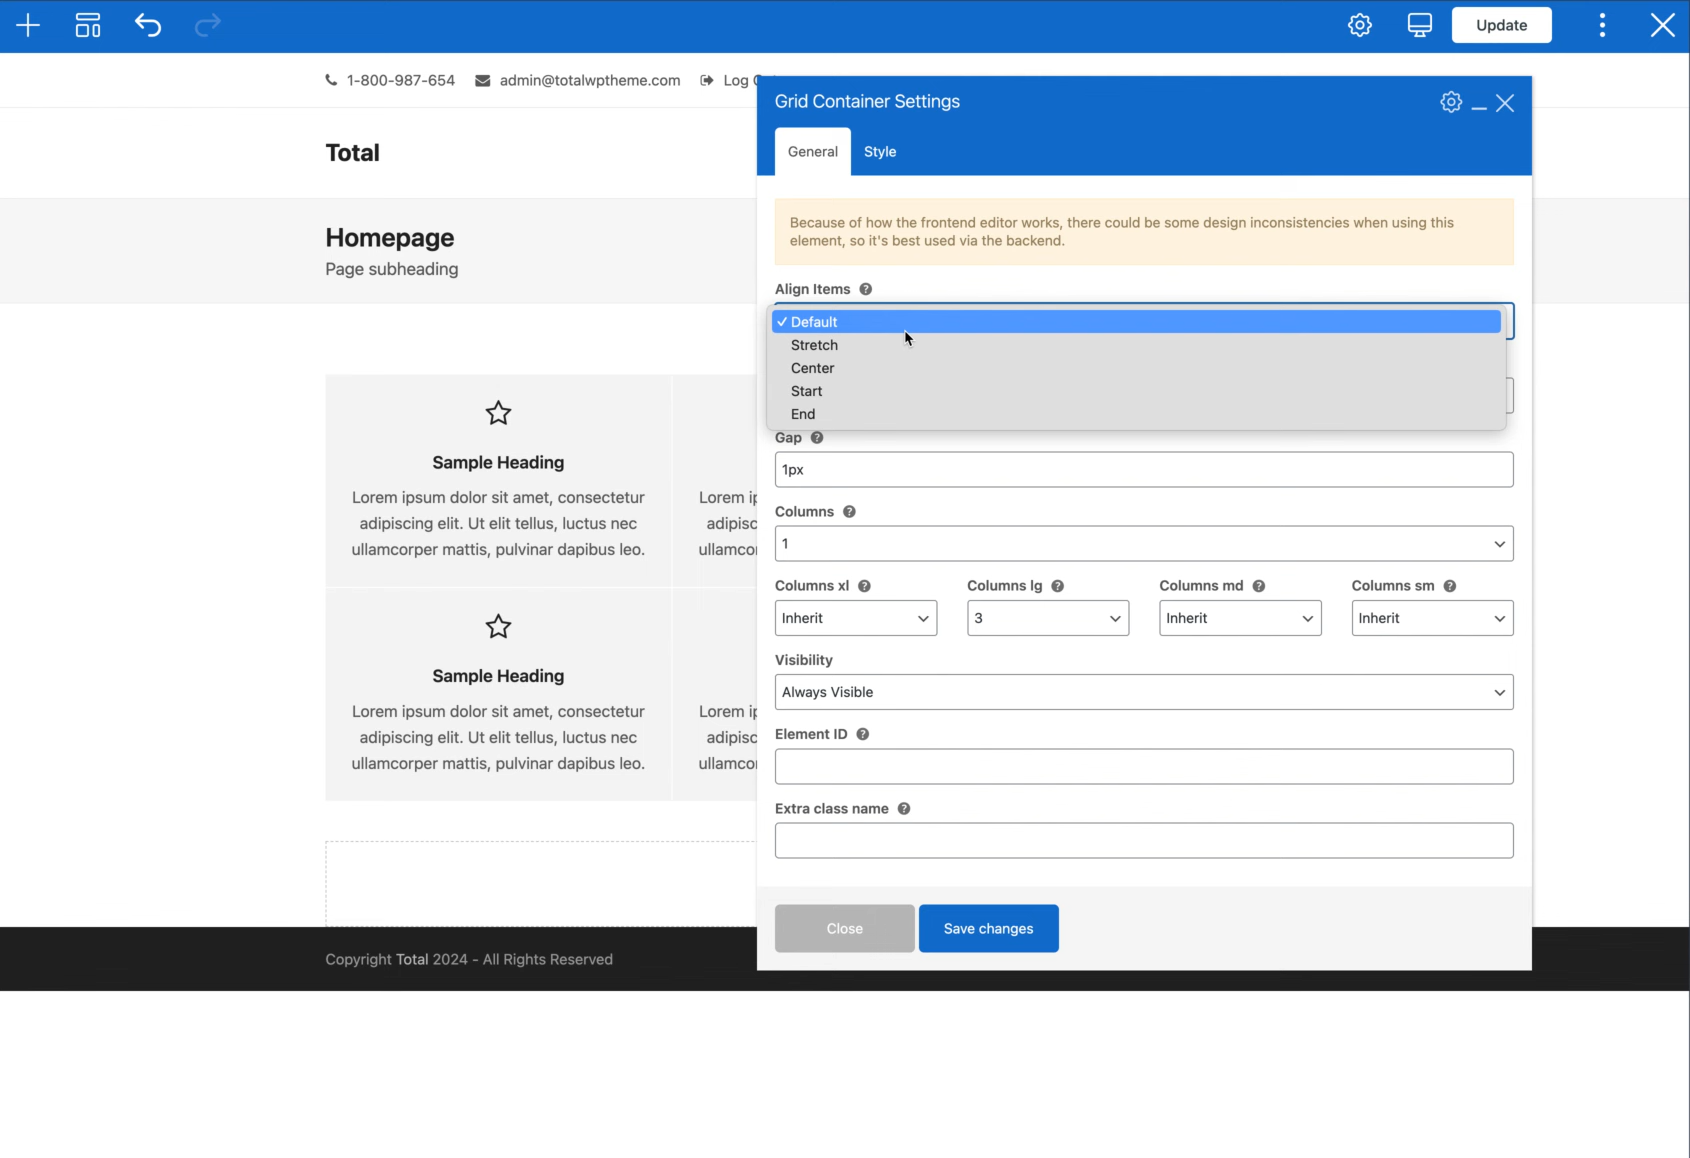 Update
1-800-987-654 admin@totalwptheme.com Log
Grid Container Settings
General Style
Total
Because of how the frontend editor works, there could be some design inconsistencies when using this
element, so it's best used via the backend.
Homepage
Page subheading
Align Items
Default
Stretch
Center
Start
End
Gap
1px
Columns
1
Columns xl Columns lg Columns md Columns sm
Inherit 3 Inherit Inherit
Visibility
Always Visible
Element ID
Extra class name
Close Save changes
Sample Heading
Lorem ipsum dolor sit amet, consectetur
adipiscing elit. Ut elit tellus, luctus nec
ullamcorper mattis, pulvinar dapibus leo.
Lorem
Sample Heading
Lorem ipsum dolor sit amet, consectetur
adipiscing elit. Ut elit tellus, luctus nec
ullamcorper mattis, pulvinar dapibus leo.
Lorem
Copyright Total 2024 - All Rights Reserved